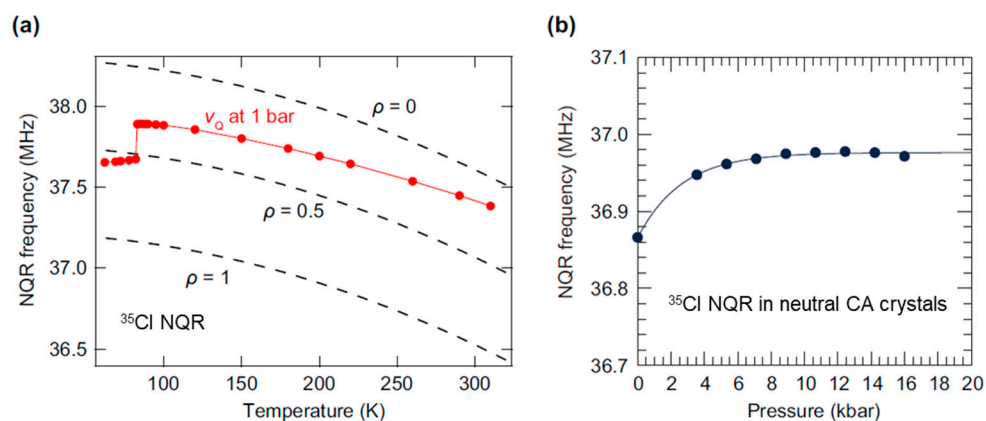 (a)
NQR frequency (MHz)
38.0
37.5
37.0
36.5
ρ = 0
νQ at 1 bar
ρ = 0.5
ρ = 1
³⁵Cl NQR
100
150
200
250
300
Temperature (K)
(b)
NQR frequency (MHz)
37.1
37.0
36.9
36.8
36.7
³⁵Cl NQR in neutral CA crystals
0
2
4
6
8
10
12
14
16
18
20
Pressure (kbar)